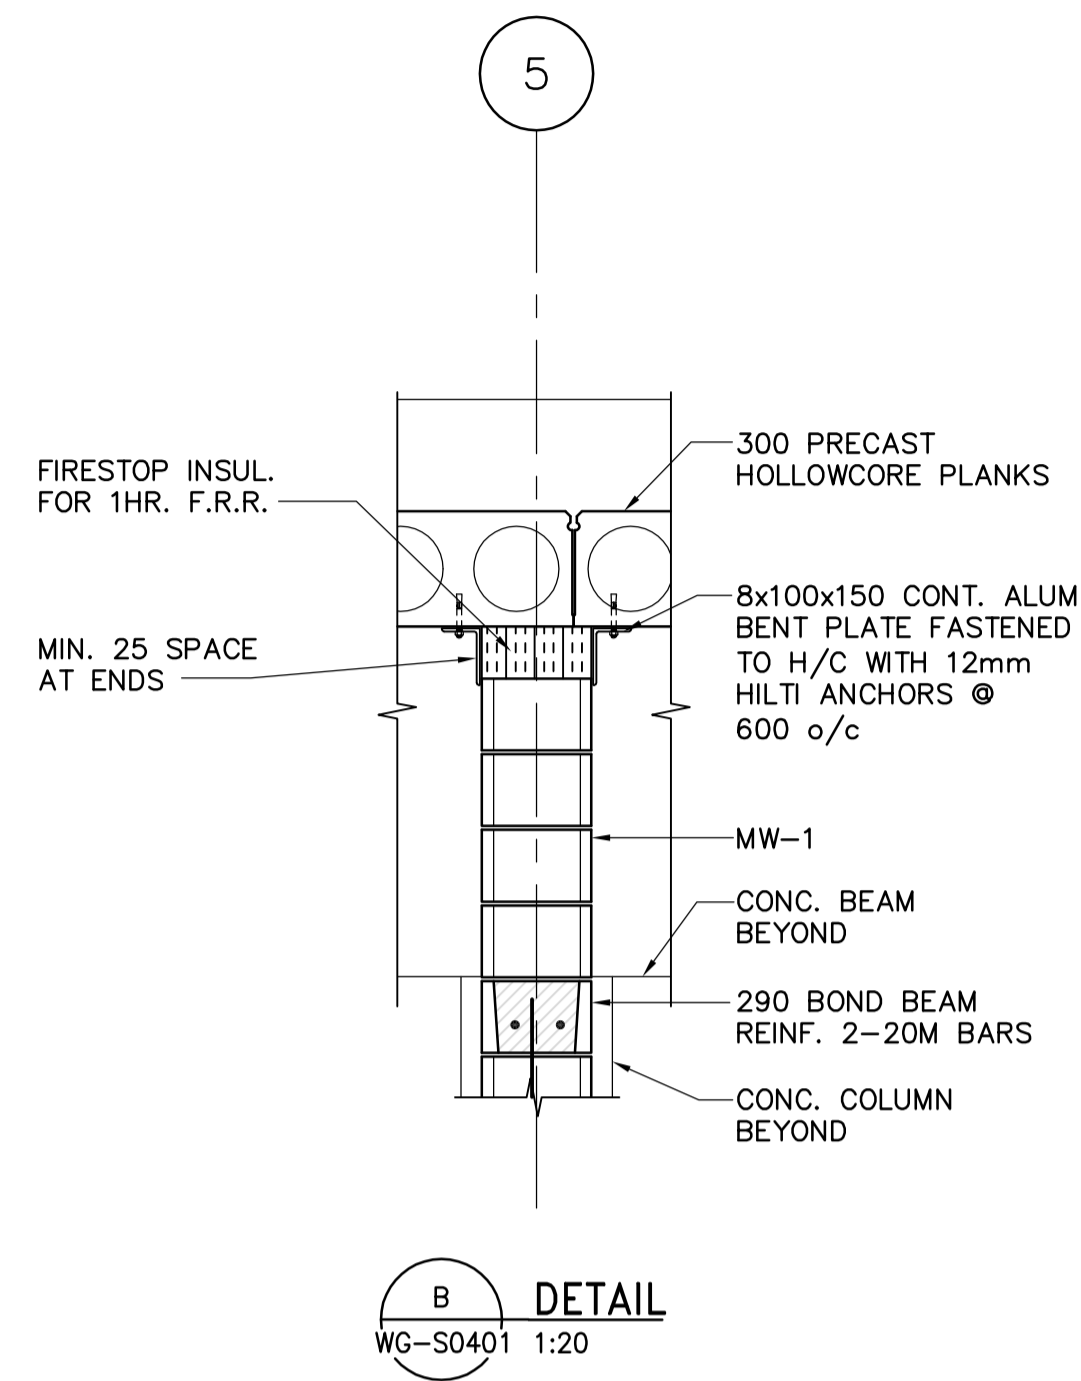 5
FIRESTOP INSUL.
FOR 1HR. F.R.R.
MIN. 25 SPACE
AT ENDS
300 PRECAST
HOLLOWCORE PLANKS
8x100x150 CONT. ALUM
BENT PLATE FASTENED
TO H/C WITH 12mm
HILTI ANCHORS @
600 o/c
MW-1
CONC. BEAM
BEYOND
290 BOND BEAM
REINF. 2-20M BARS
CONC. COLUMN
BEYOND
B
DETAIL
WG-S0401
1:20